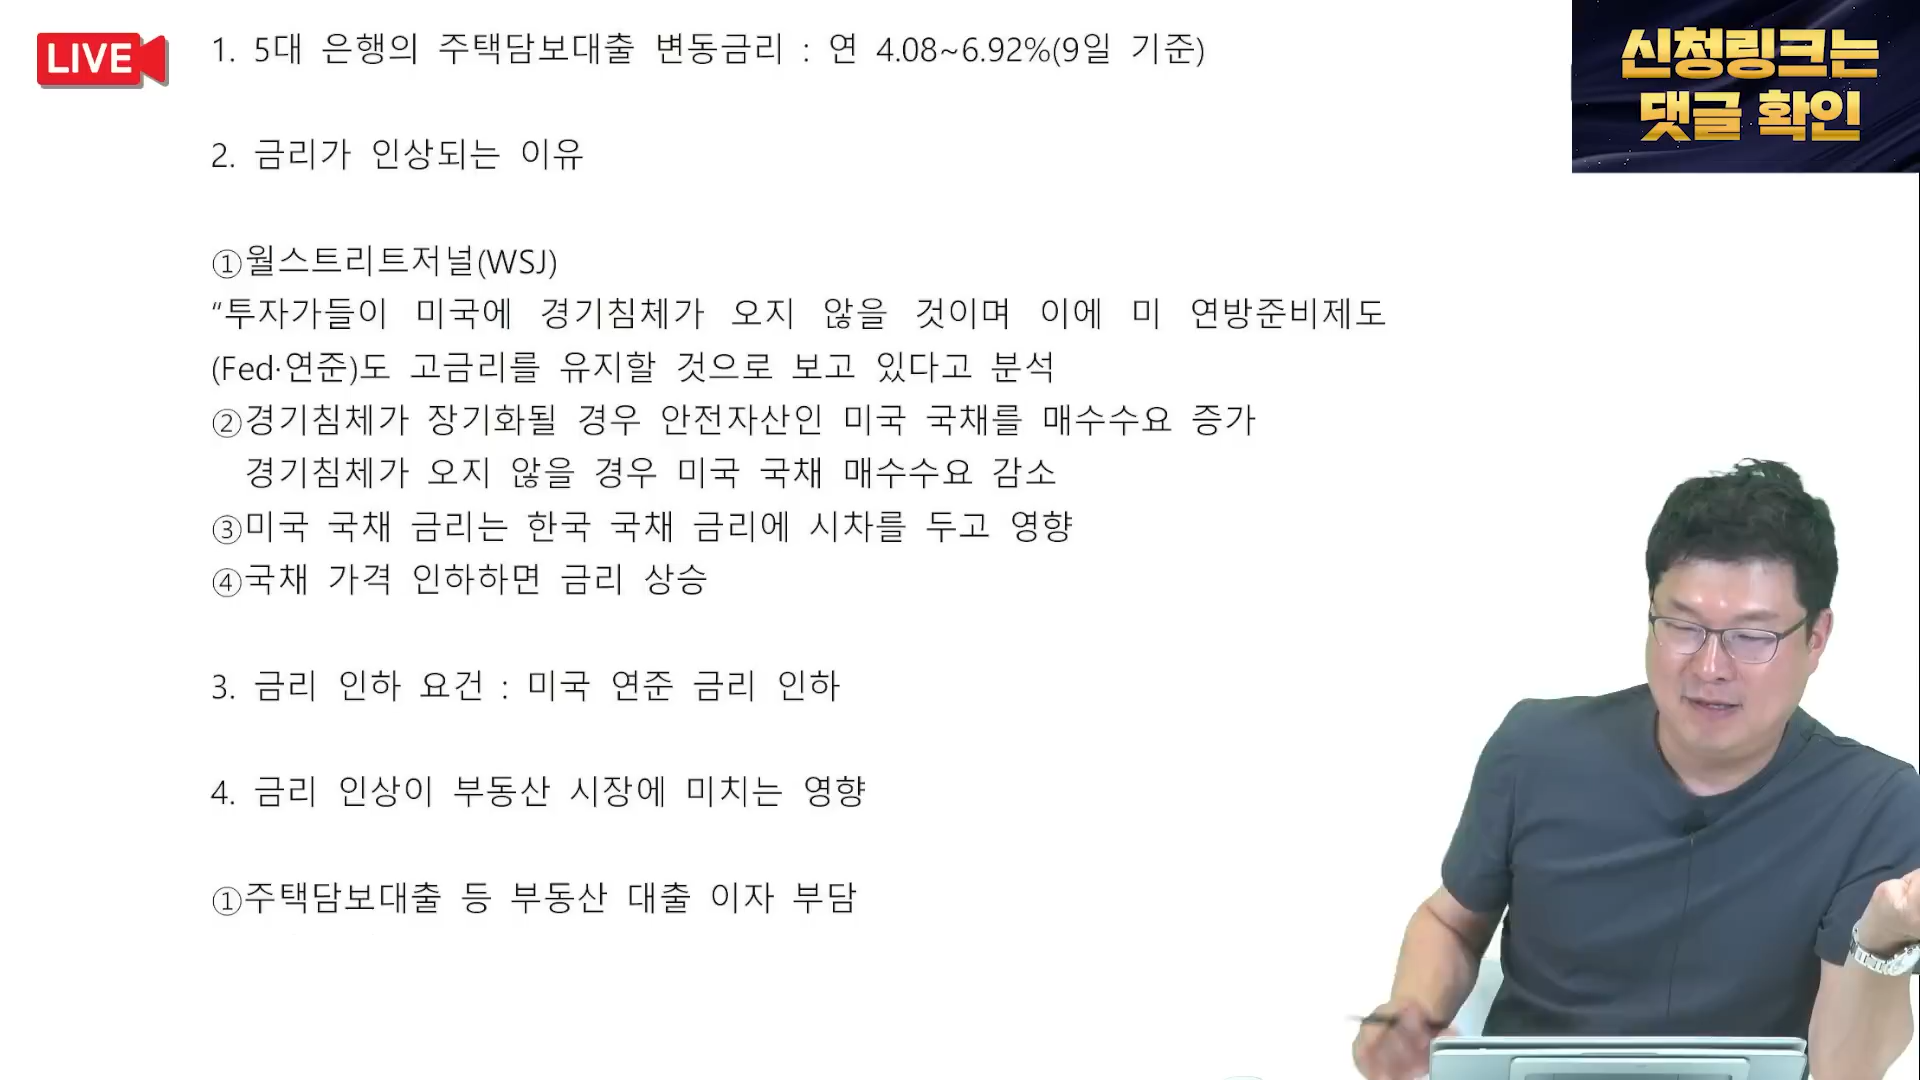 LIVE
1. 5대 은행의 주택담보대출 변동금리 : 연 4.08~6.92%(9일 기준)
신청링크는
댓글 확인
2. 금리가 인상되는 이유
①월스트리트저널(WSJ)
“투자가들이 미국에 경기침체가 오지 않을 것이며 이에 미 연방준비제도
(Fed·연준)도 고금리를 유지할 것으로 보고 있다고 분석
②경기침체가 장기화될 경우 안전자산인 미국 국채를 매수수요 증가
경기침체가 오지 않을 경우 미국 국채 매수수요 감소
③미국 국채 금리는 한국 국채 금리에 시차를 두고 영향
④국채 가격 인하하면 금리 상승
3. 금리 인하 요건 : 미국 연준 금리 인하
4. 금리 인상이 부동산 시장에 미치는 영향
①주택담보대출 등 부동산 대출 이자 부담